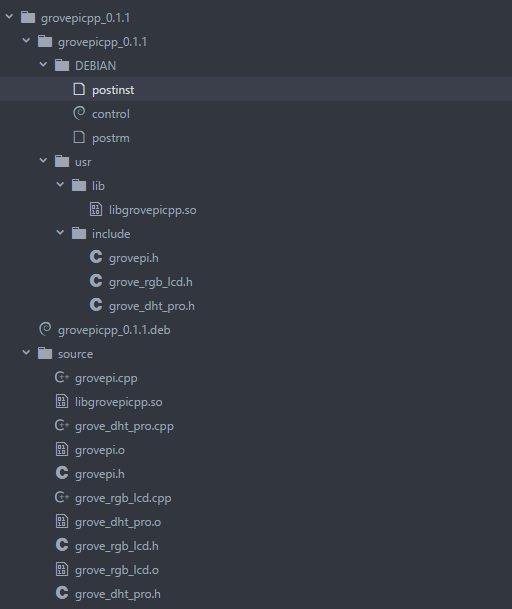 grovepicpp_0.1.1
grovepicpp_0.1.1
DEBIAN
postinst
control
postrm
usr
lib
libgrovepicpp.so
include
grovepi.h
grove_rgb_lcd.h
grove_dht_pro.h
grovepicpp_0.1.1.deb
source
grovepi.cpp
libgrovepicpp.so
grove_dht_pro.cpp
grovepi.o
grovepi.h
grove_rgb_lcd.cpp
grove_dht_pro.o
grove_rgb_lcd.h
grove_rgb_lcd.o
grove_dht_pro.h